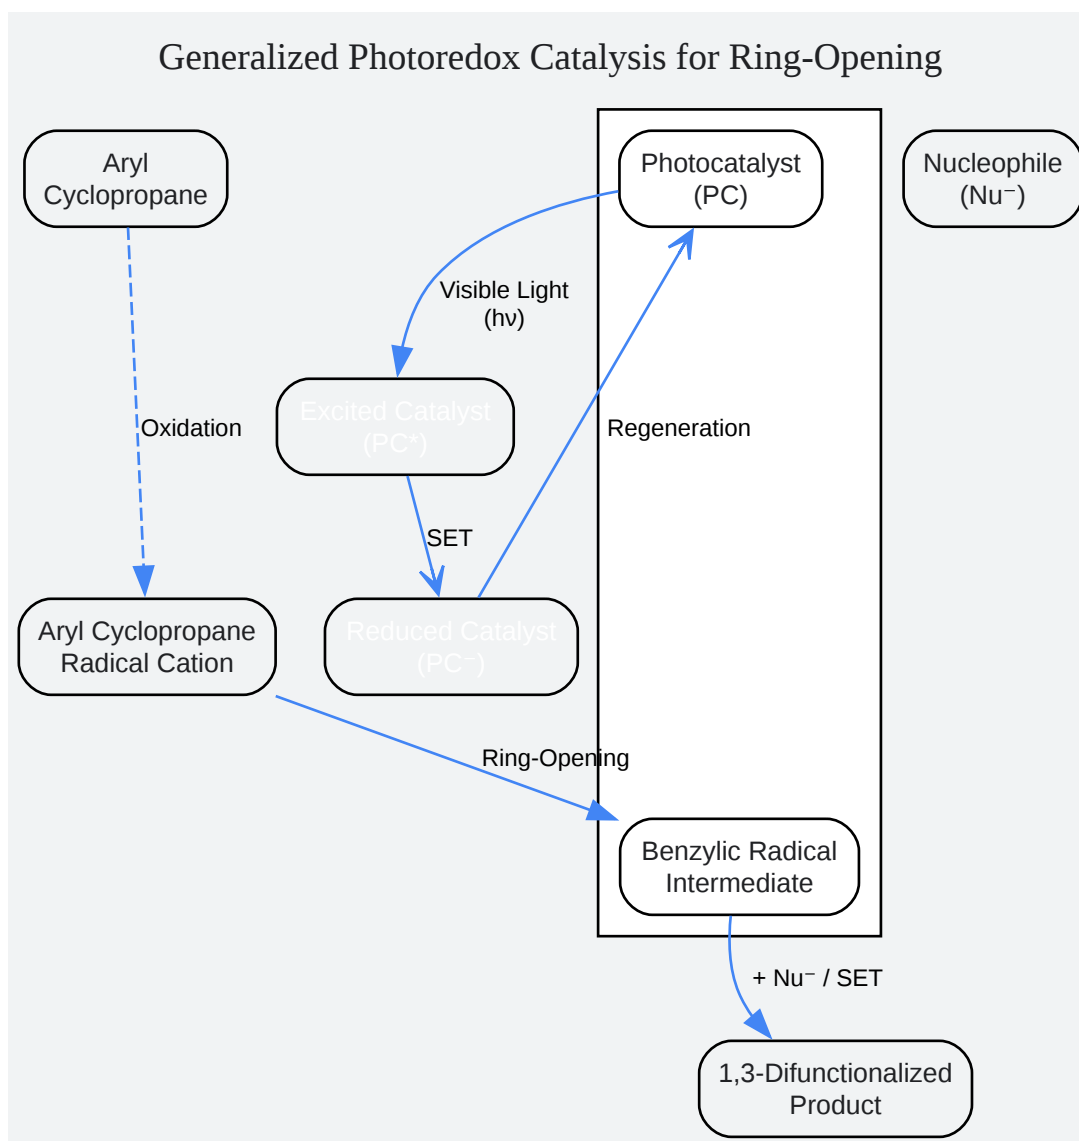 Generalized Photoredox Catalysis for Ring-Opening
Aryl
Cyclopropane
Photocatalyst
(PC)
Nucleophile
(Nu⁻)
Visible Light
(hν)
Excited Catalyst
(PC*)
Oxidation
Regeneration
SET
Aryl Cyclopropane
Radical Cation
Reduced Catalyst
(PC⁻)
Ring-Opening
Benzylic Radical
Intermediate
+ Nu⁻ / SET
1,3-Difunctionalized
Product